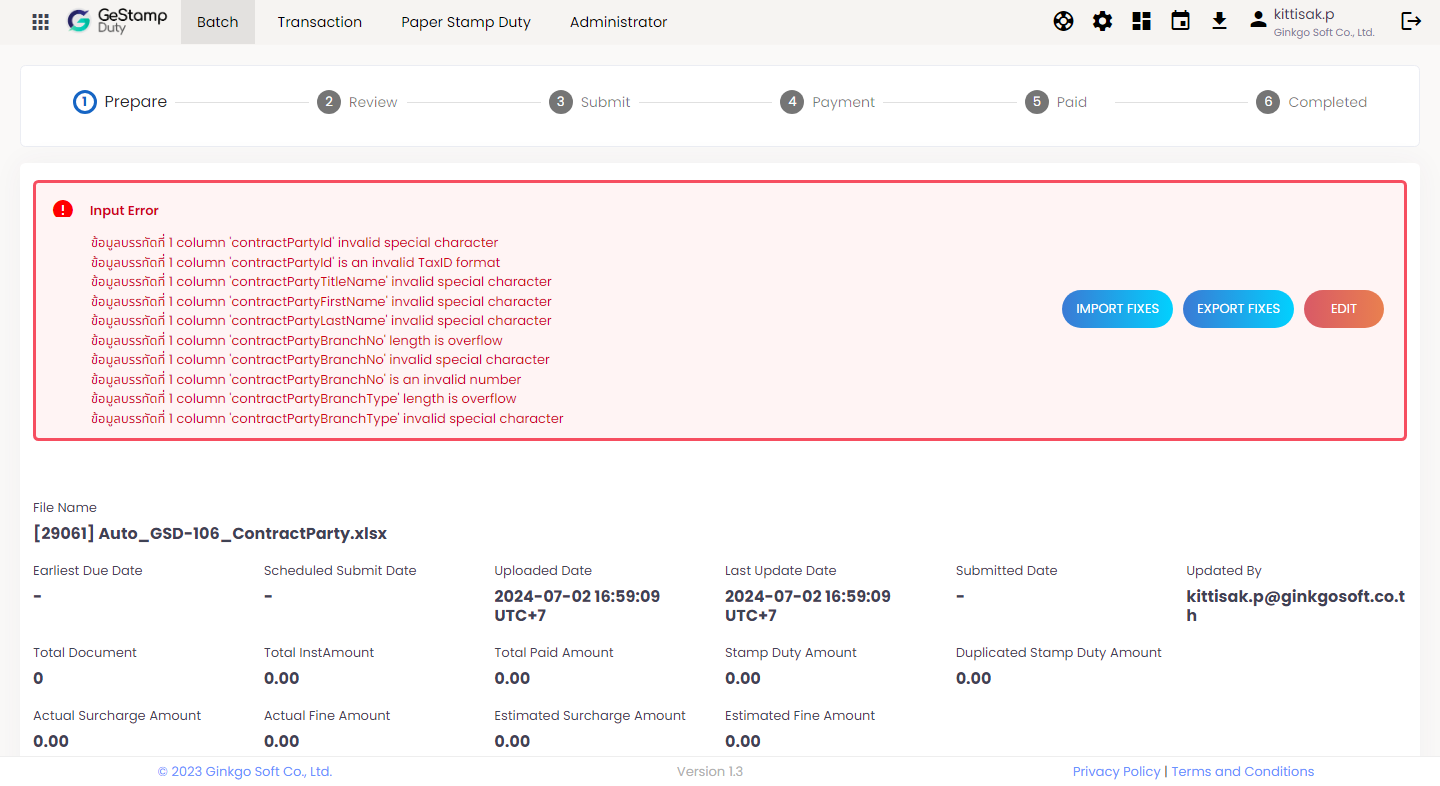 GeStamp
Duty
Batch
Transaction
Paper Stamp Duty
Administrator
kittisak.p
Ginkgo Soft Co., Ltd.
1 Prepare
2 Review
3 Submit
4 Payment
5 Paid
6 Completed
Input Error
ข้อมูลบรรทัดที่ 1 column 'contractPartyId' invalid special character
ข้อมูลบรรทัดที่ 1 column 'contractPartyId' is an invalid TaxID format
ข้อมูลบรรทัดที่ 1 column 'contractPartyTitleName' invalid special character
ข้อมูลบรรทัดที่ 1 column 'contractPartyFirstName' invalid special character
ข้อมูลบรรทัดที่ 1 column 'contractPartyLastName' invalid special character
ข้อมูลบรรทัดที่ 1 column 'contractPartyBranchNo' length is overflow
ข้อมูลบรรทัดที่ 1 column 'contractPartyBranchNo' invalid special character
ข้อมูลบรรทัดที่ 1 column 'contractPartyBranchNo' is an invalid number
ข้อมูลบรรทัดที่ 1 column 'contractPartyBranchType' length is overflow
ข้อมูลบรรทัดที่ 1 column 'contractPartyBranchType' invalid special character
IMPORT FIXES
EXPORT FIXES
EDIT
File Name
[29061] Auto_GSD-106_ContractParty.xlsx
Earliest Due Date
-
Scheduled Submit Date
-
Uploaded Date
2024-07-02 16:59:09
UTC+7
Last Update Date
2024-07-02 16:59:09
UTC+7
Submitted Date
-
Updated By
kittisak.p@ginkgosoft.co.t
h
Total Document
0
Total InstAmount
0.00
Total Paid Amount
0.00
Stamp Duty Amount
0.00
Duplicated Stamp Duty Amount
0.00
Actual Surcharge Amount
0.00
Actual Fine Amount
0.00
Estimated Surcharge Amount
0.00
Estimated Fine Amount
0.00
© 2023 Ginkgo Soft Co., Ltd.
Version 1.3
Privacy Policy | Terms and Conditions